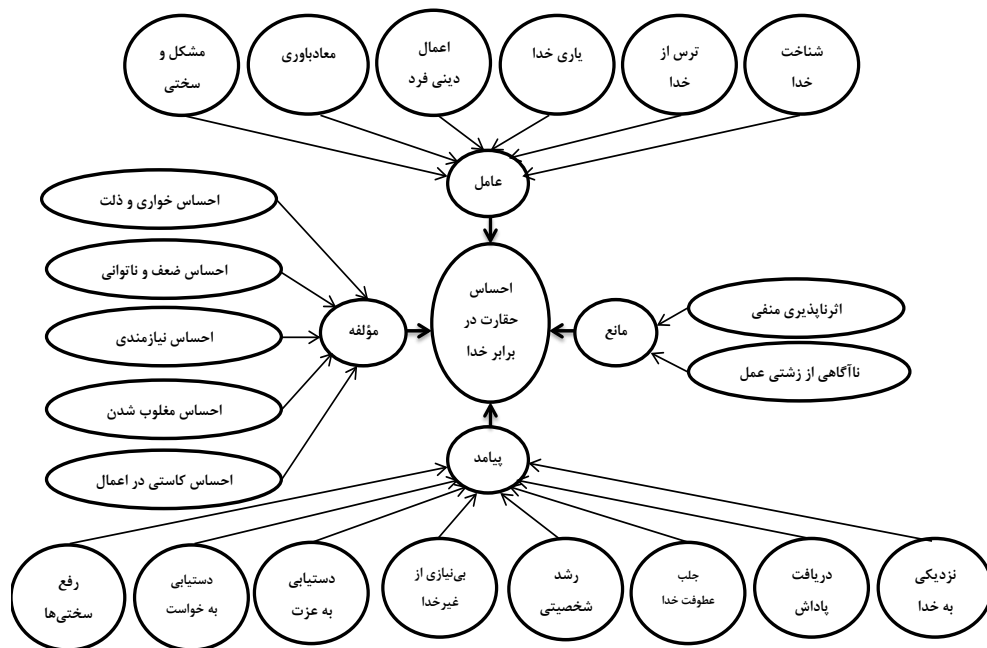 شناخت
خدا
ترس از
خدا
یاری خدا
اعمال
دینی فرد
معادباوری
مشکل و
سختی
عامل
احساس خواری و ذلت
احساس ضعف و ناتوانی
احساس نیازمندی
احساس مغلوب شدن
احساس کاستی در اعمال
مؤلفه
احساس
حقارت در
برابر خدا
مانع
اثرناپذیری منفی
ناآگاهی از زشتی عمل
پیامد
نزدیکی
به خدا
دریافت
پاداش
جلب
عطوفت خدا
رشد
شخصیتی
بی‌نیازی از
غیرخدا
دستیابی
به عزت
دستیابی
به خواست
رفع
سختی‌ها